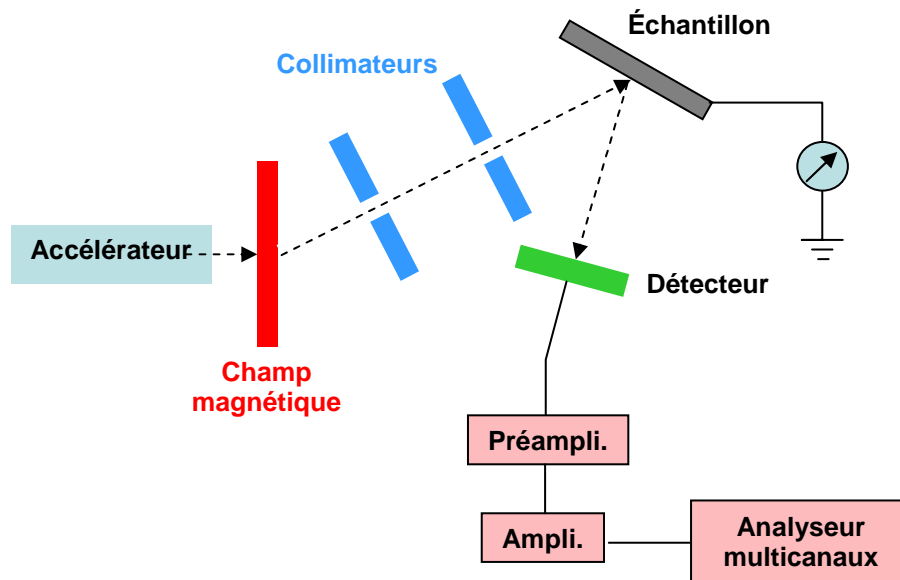 Échantillon
Collimateurs
Accélérateur
Détecteur
Champ
magnétique
Préampli.
Ampli.
Analyseur
multicanaux